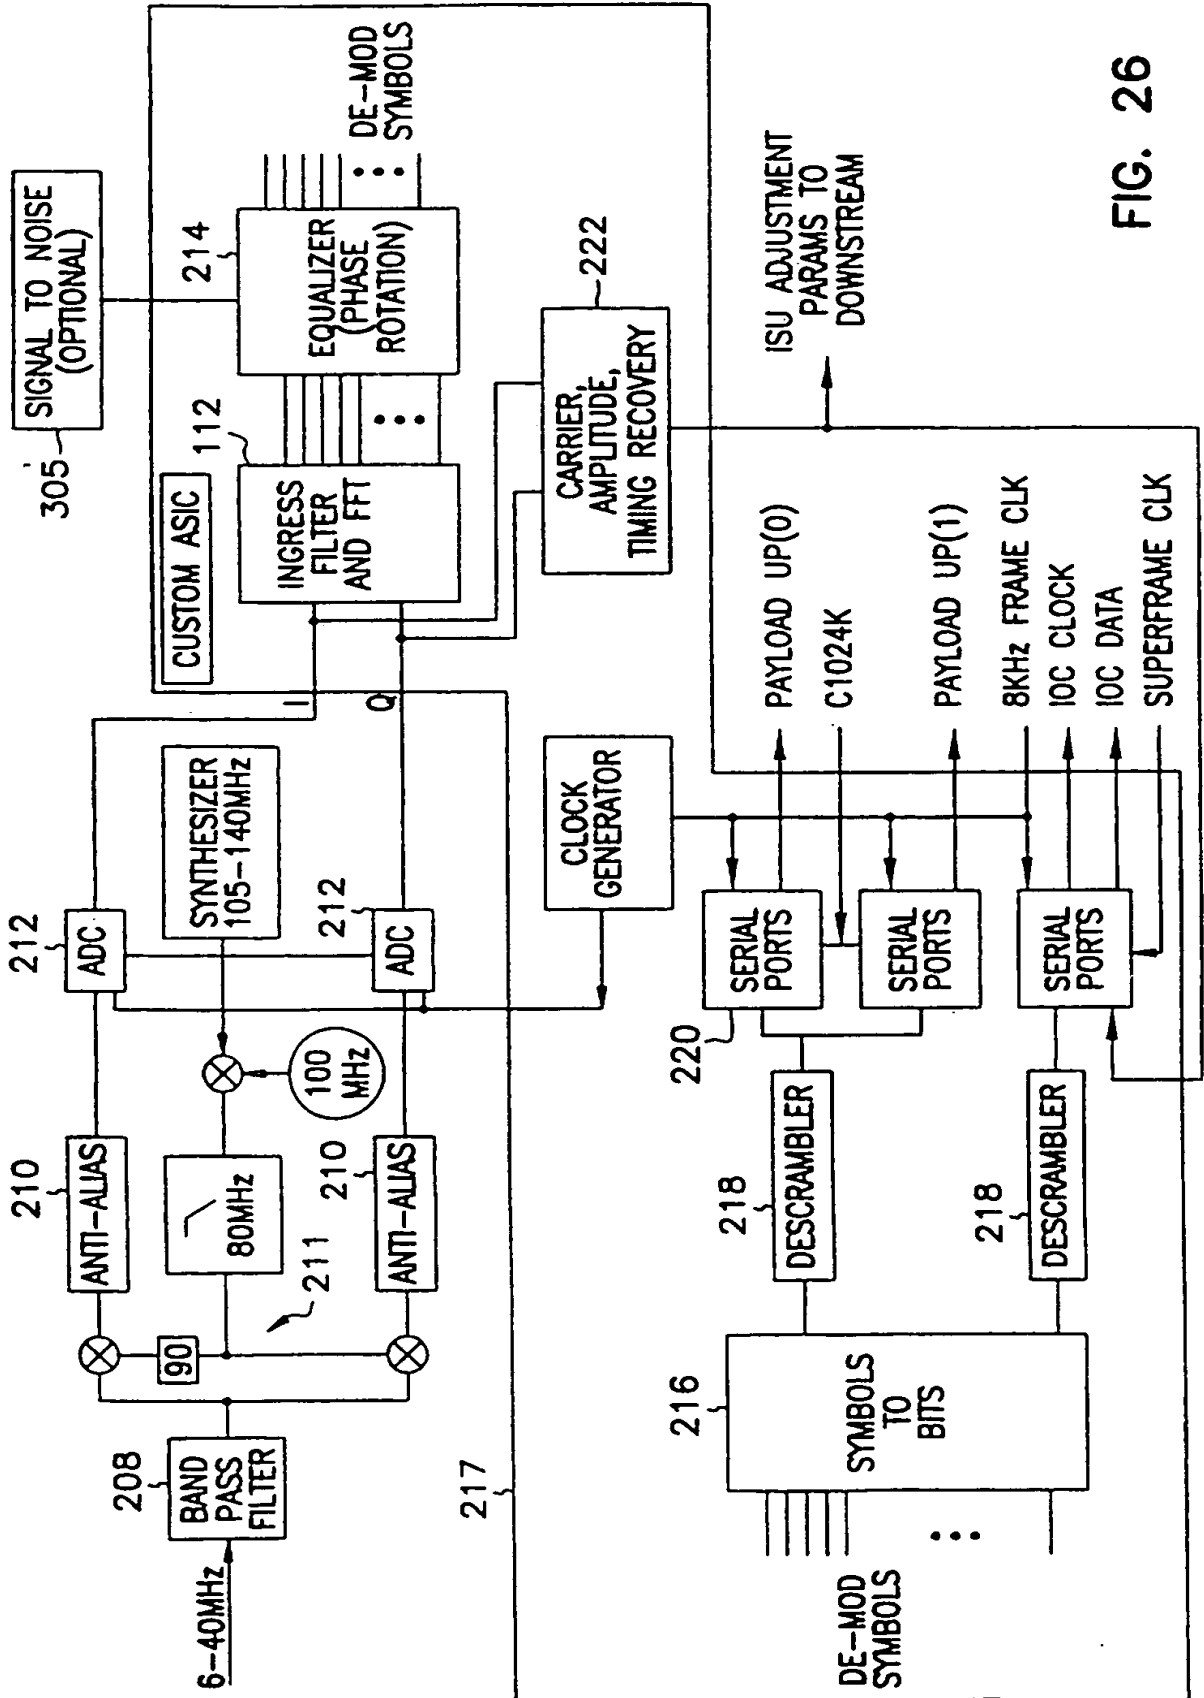 6-40MHz
208
BAND
PASS
FILTER
90
211
210
ANTI-ALIAS
80MHz
210
ANTI-ALIAS
100
MHz
212
ADC
SYNTHESIZER
105-140MHz
212
ADC
I
Q
CUSTOM ASIC
305
SIGNAL TO NOISE
(OPTIONAL)
112
INGRESS
FILTER
AND FFT
214
EQUALIZER
(PHASE
ROTATION)
DE-MOD
SYMBOLS
222
CARRIER,
AMPLITUDE,
TIMING RECOVERY
CLOCK
GENERATOR
217
DE-MOD
SYMBOLS
216
SYMBOLS
TO
BITS
218
DESCRAMBLER
218
DESCRAMBLER
220
SERIAL
PORTS
SERIAL
PORTS
SERIAL
PORTS
PAYLOAD UP(0)
C1024K
PAYLOAD UP(1)
8KHz FRAME CLK
IOC CLOCK
IOC DATA
SUPERFRAME CLK
ISU ADJUSTMENT
PARAMS TO
DOWNSTREAM
FIG. 26